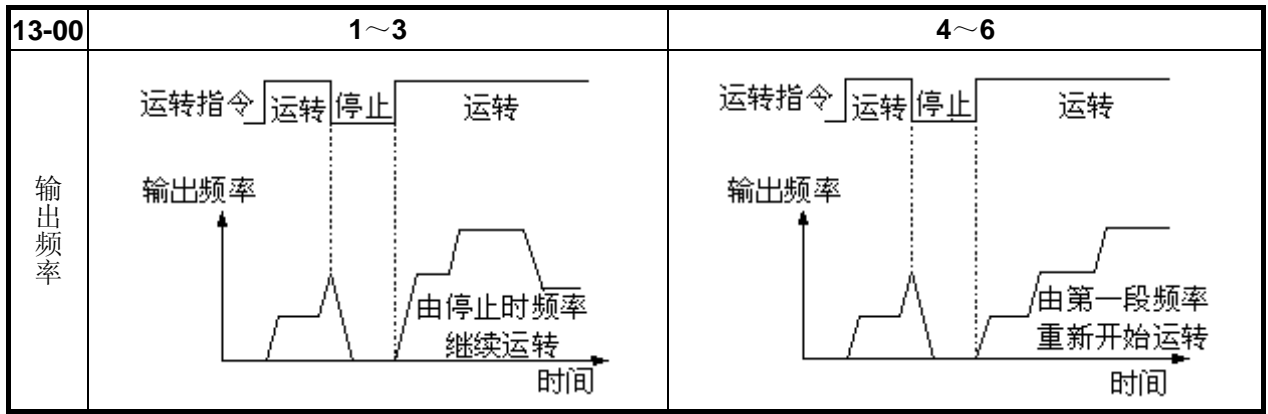 13-00
1～3
4～6
输出频率
运转指令
运转
停止
运转
输出频率
由停止时频率
继续运转
时间
运转指令
运转
停止
运转
输出频率
由第一段频率
重新开始运转
时间